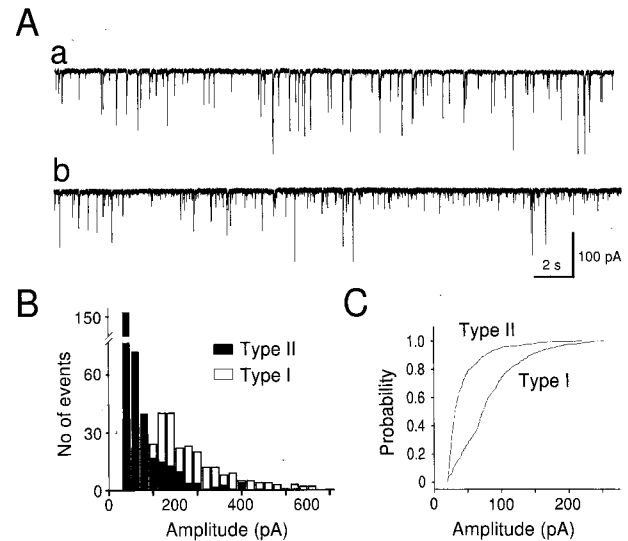 A
a
b
100 pA
2 s
B
C
150
60
30
0
No of events
Type II
Type I
200 400 600
Amplitude (pA)
1.0
0.8
0.6
0.4
0.2
0
Probability
Type II
Type I
0 100 200
Amplitude (pA)